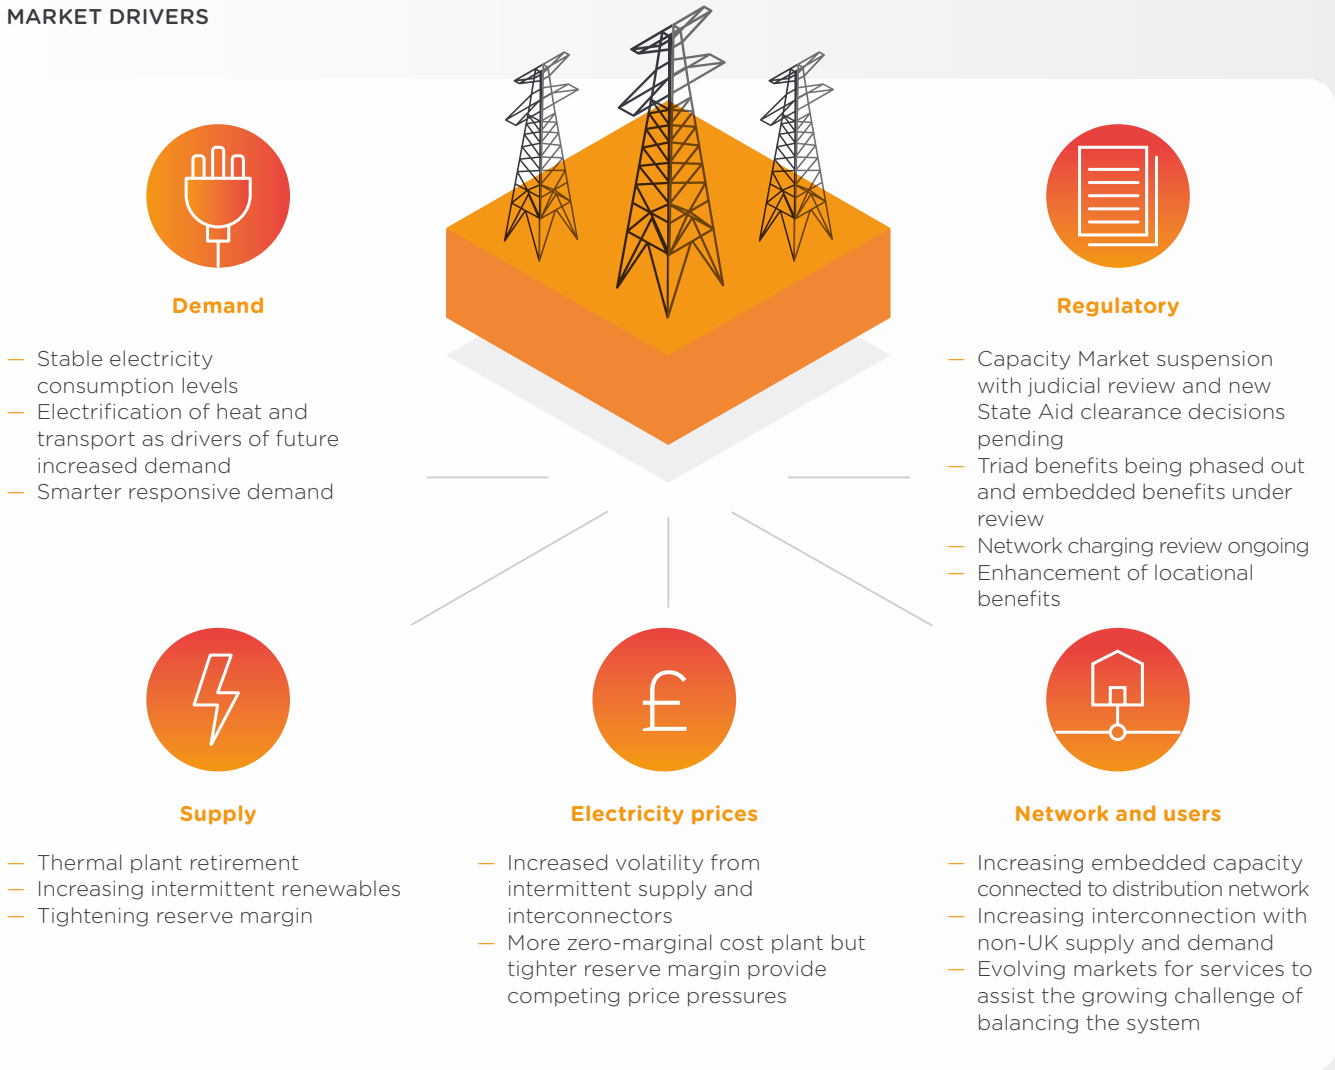 MARKET DRIVERS
Demand
— Stable electricity
consumption levels
— Electrification of heat and
transport as drivers of future
increased demand
— Smarter responsive demand
Regulatory
— Capacity Market suspension
with judicial review and new
State Aid clearance decisions
pending
— Triad benefits being phased out
and embedded benefits under
review
— Network charging review ongoing
— Enhancement of locational
benefits
Supply
— Thermal plant retirement
— Increasing intermittent renewables
— Tightening reserve margin
£
Electricity prices
— Increased volatility from
intermittent supply and
interconnectors
— More zero-marginal cost plant but
tighter reserve margin provide
competing price pressures
Network and users
— Increasing embedded capacity
connected to distribution network
— Increasing interconnection with
non-UK supply and demand
— Evolving markets for services to
assist the growing challenge of
balancing the system